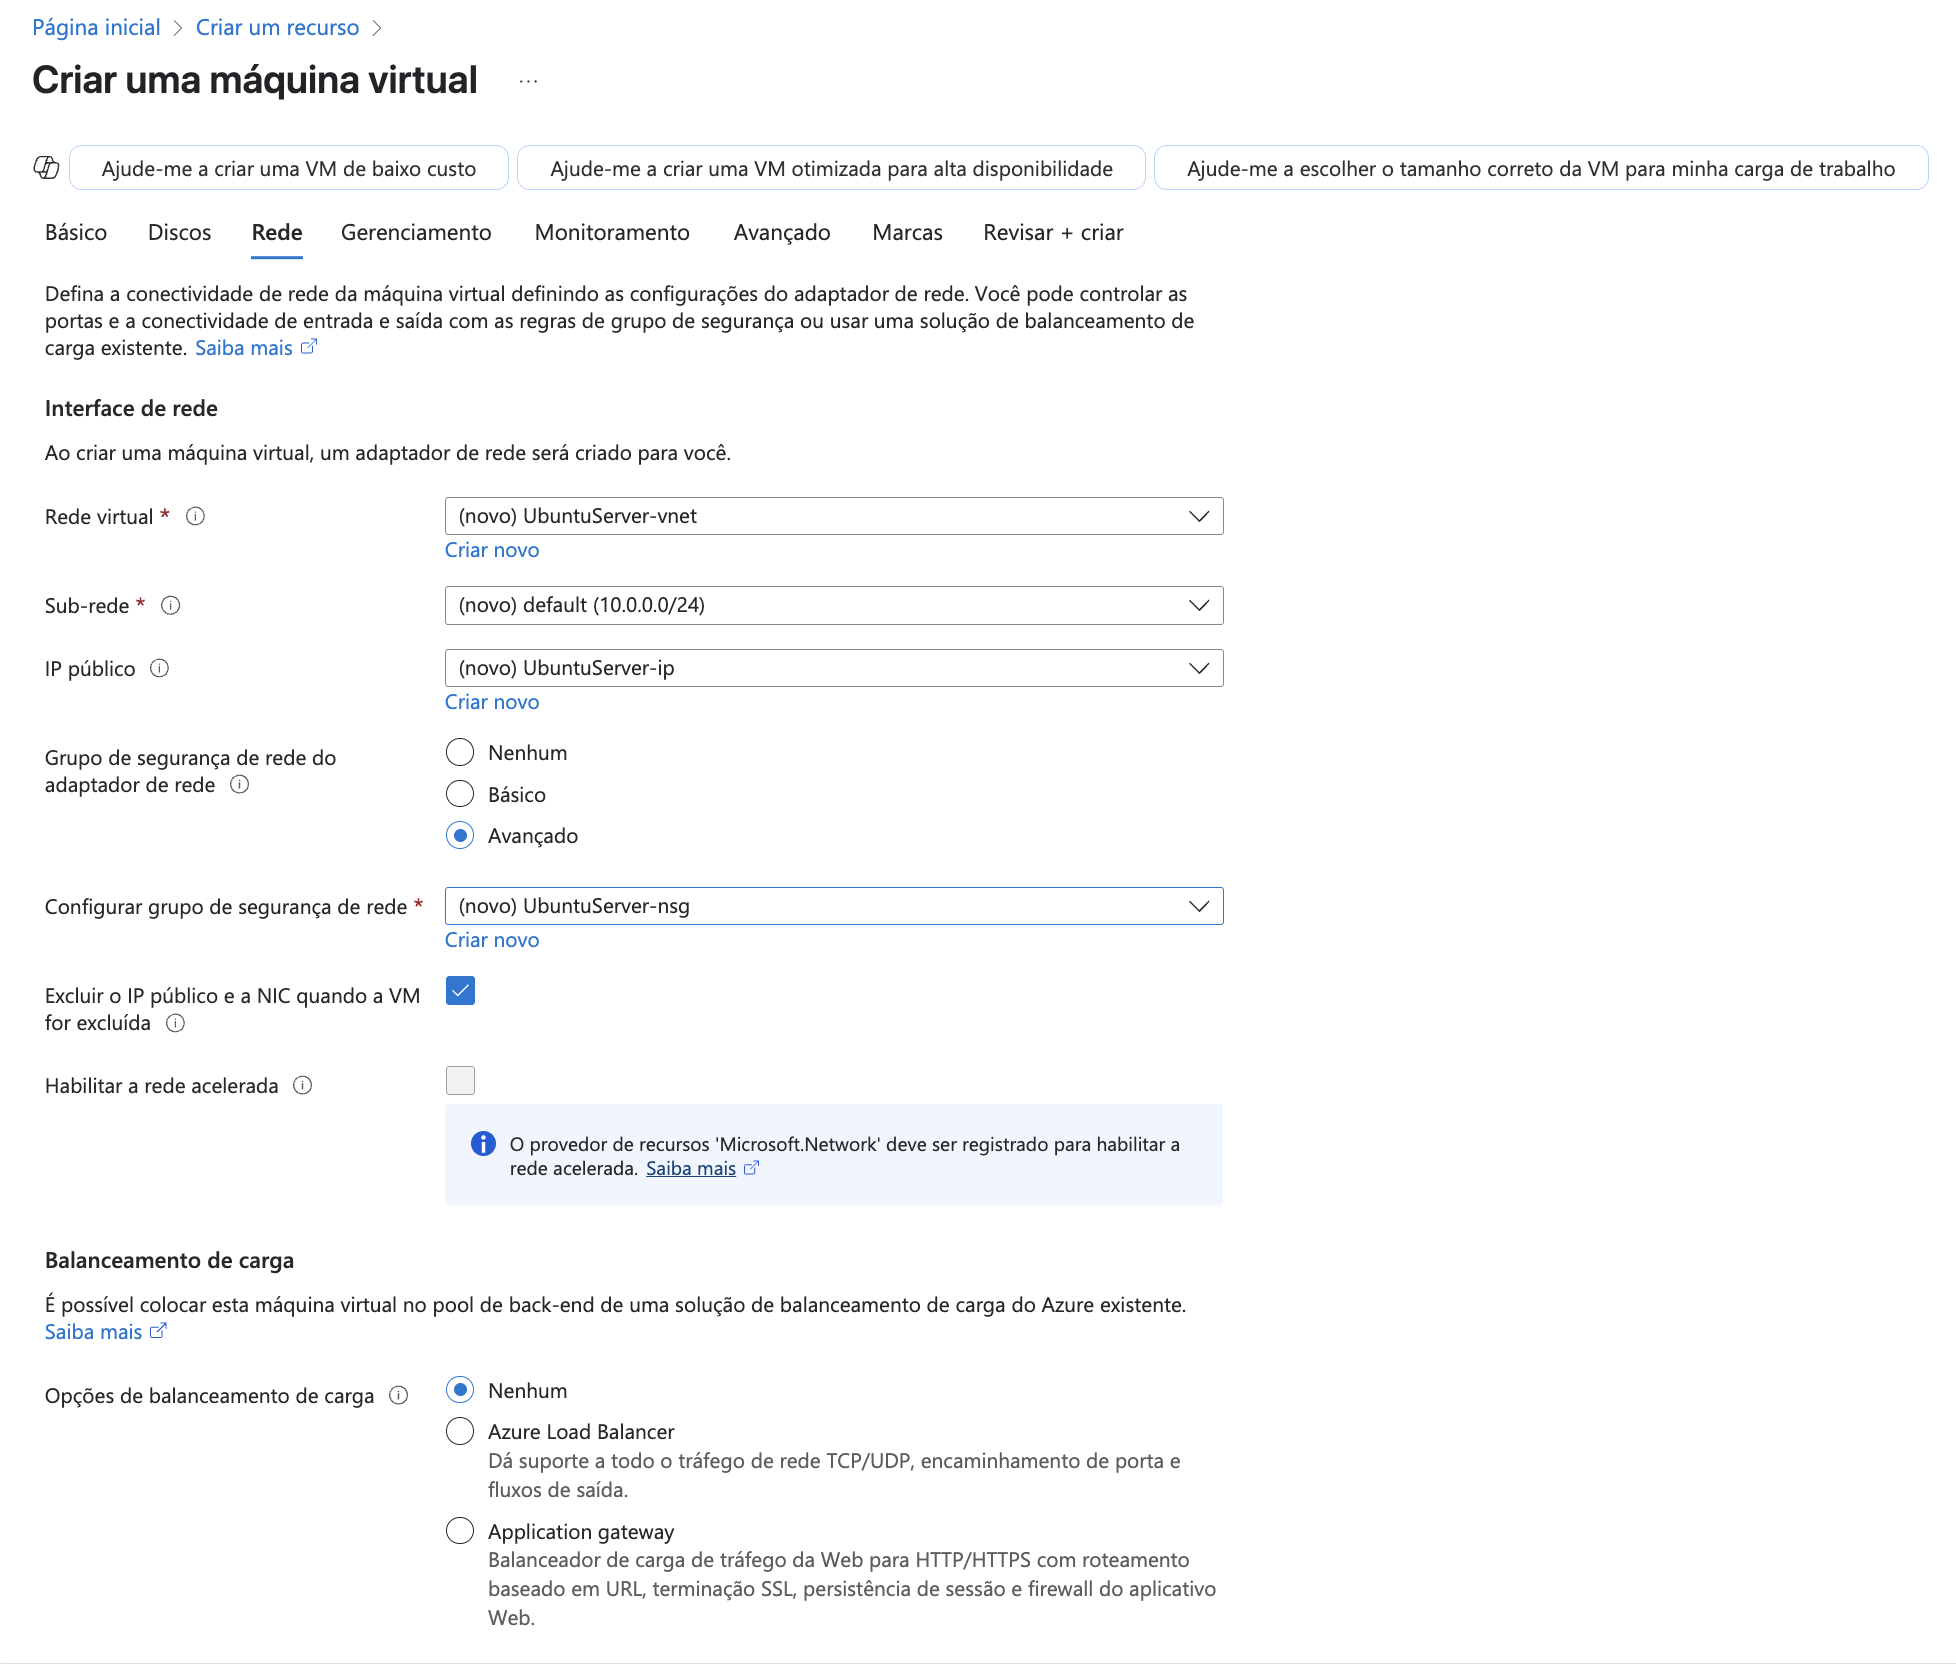 Página inicial > Criar um recurso >
Criar uma máquina virtual ...
Ajude-me a criar uma VM de baixo custo
Ajude-me a criar uma VM otimizada para alta disponibilidade
Ajude-me a escolher o tamanho correto da VM para minha carga de trabalho
Básico Discos Rede Gerenciamento Monitoramento Avançado Marcas Revisar + criar
Defina a conectividade de rede da máquina virtual definindo as configurações do adaptador de rede. Você pode controlar as
portas e a conectividade de entrada e saída com as regras de grupo de segurança ou usar uma solução de balanceamento de
carga existente. Saiba mais
Interface de rede
Ao criar uma máquina virtual, um adaptador de rede será criado para você.
Rede virtual *
(novo) UbuntuServer-vnet
Criar novo
Sub-rede *
(novo) default (10.0.0.0/24)
IP público
(novo) UbuntuServer-ip
Criar novo
Grupo de segurança de rede do
adaptador de rede
Nenhum
Básico
Avançado
Configurar grupo de segurança de rede *
(novo) UbuntuServer-nsg
Criar novo
Excluir o IP público e a NIC quando a VM
for excluída
Habilitar a rede acelerada
O provedor de recursos 'Microsoft.Network' deve ser registrado para habilitar a
rede acelerada. Saiba mais
Balanceamento de carga
É possível colocar esta máquina virtual no pool de back-end de uma solução de balanceamento de carga do Azure existente.
Saiba mais
Opções de balanceamento de carga
Nenhum
Azure Load Balancer
Dá suporte a todo o tráfego de rede TCP/UDP, encaminhamento de porta e
fluxos de saída.
Application gateway
Balanceador de carga de tráfego da Web para HTTP/HTTPS com roteamento
baseado em URL, terminação SSL, persistência de sessão e firewall do aplicativo
Web.